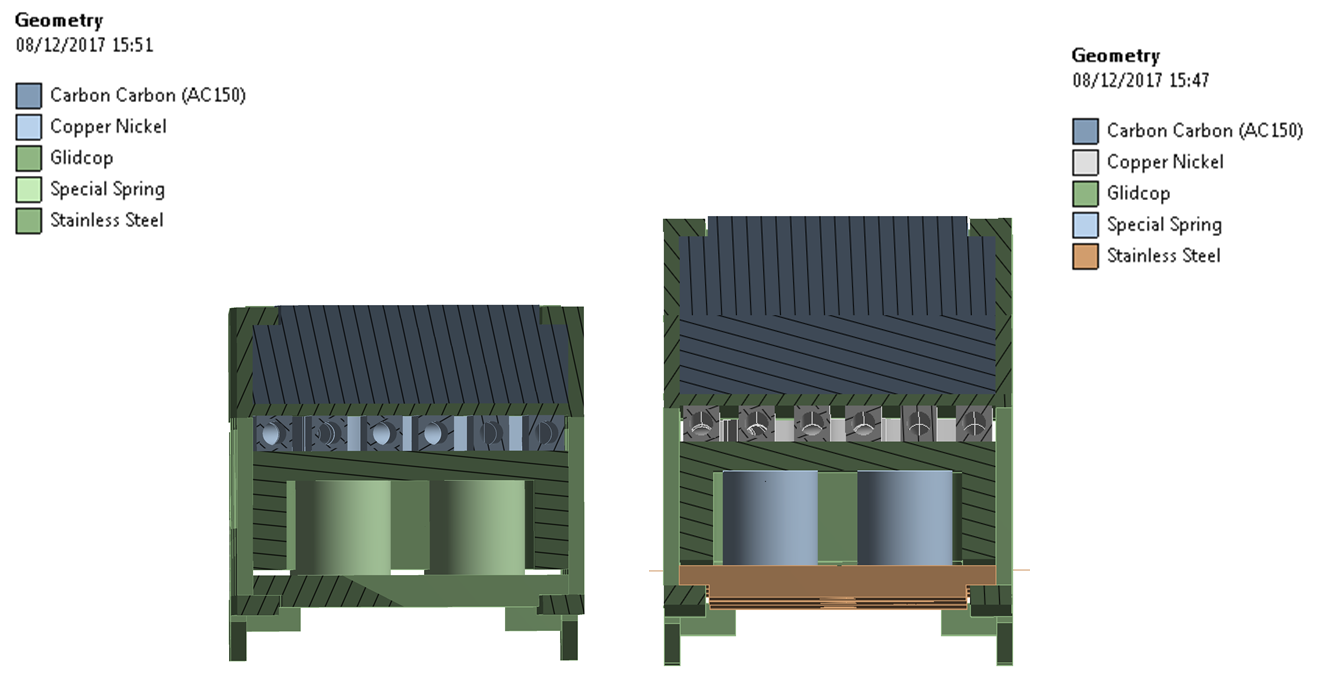 Geometry
08/12/2017 15:51
Carbon Carbon (AC150)
Copper Nickel
Glidcop
Special Spring
Stainless Steel
Geometry
08/12/2017 15:47
Carbon Carbon (AC150)
Copper Nickel
Glidcop
Special Spring
Stainless Steel